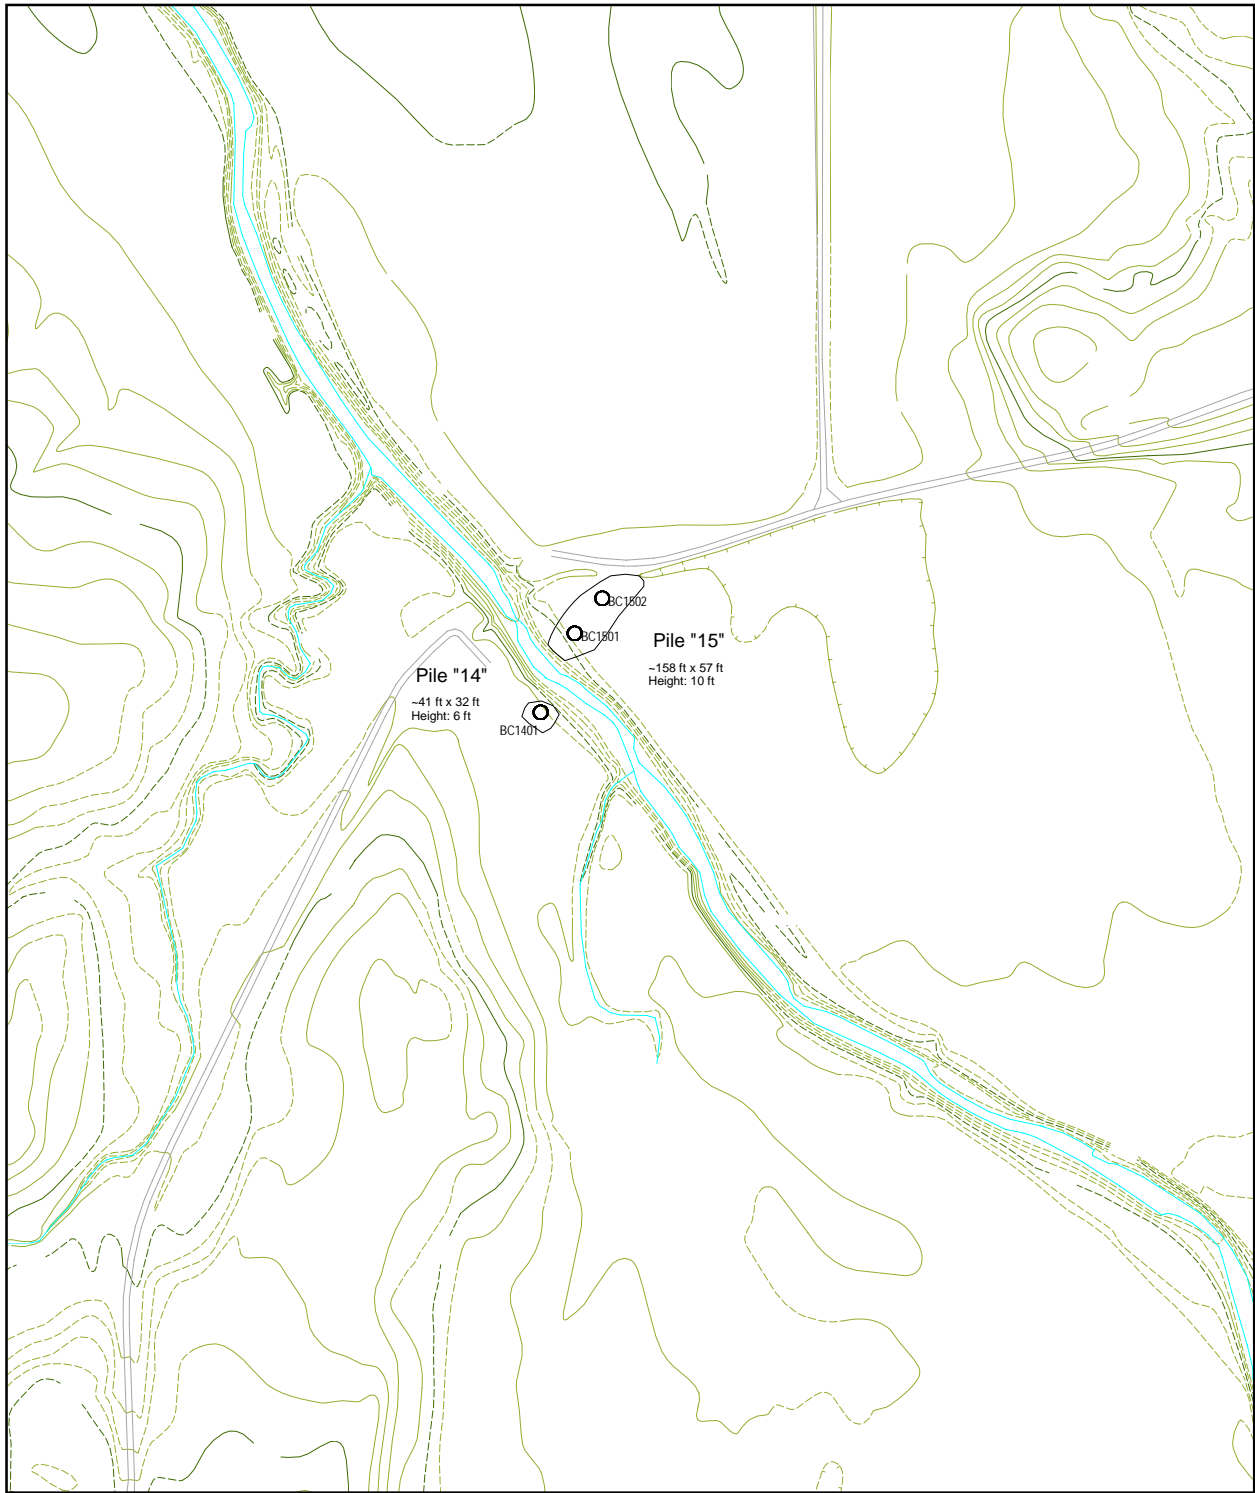 BC1502
BC1501
Pile "15"
~158 ft x 57 ft
Height: 10 ft
Pile "14"
~41 ft x 32 ft
Height: 6 ft
BC1401